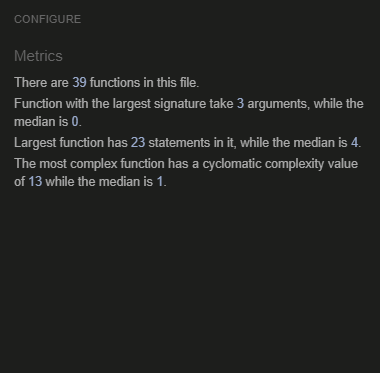 CONFIGURE
Metrics
There are 39 functions in this file.
Function with the largest signature take 3 arguments, while the
median is 0.
Largest function has 23 statements in it, while the median is 4.
The most complex function has a cyclomatic complexity value
of 13 while the median is 1.